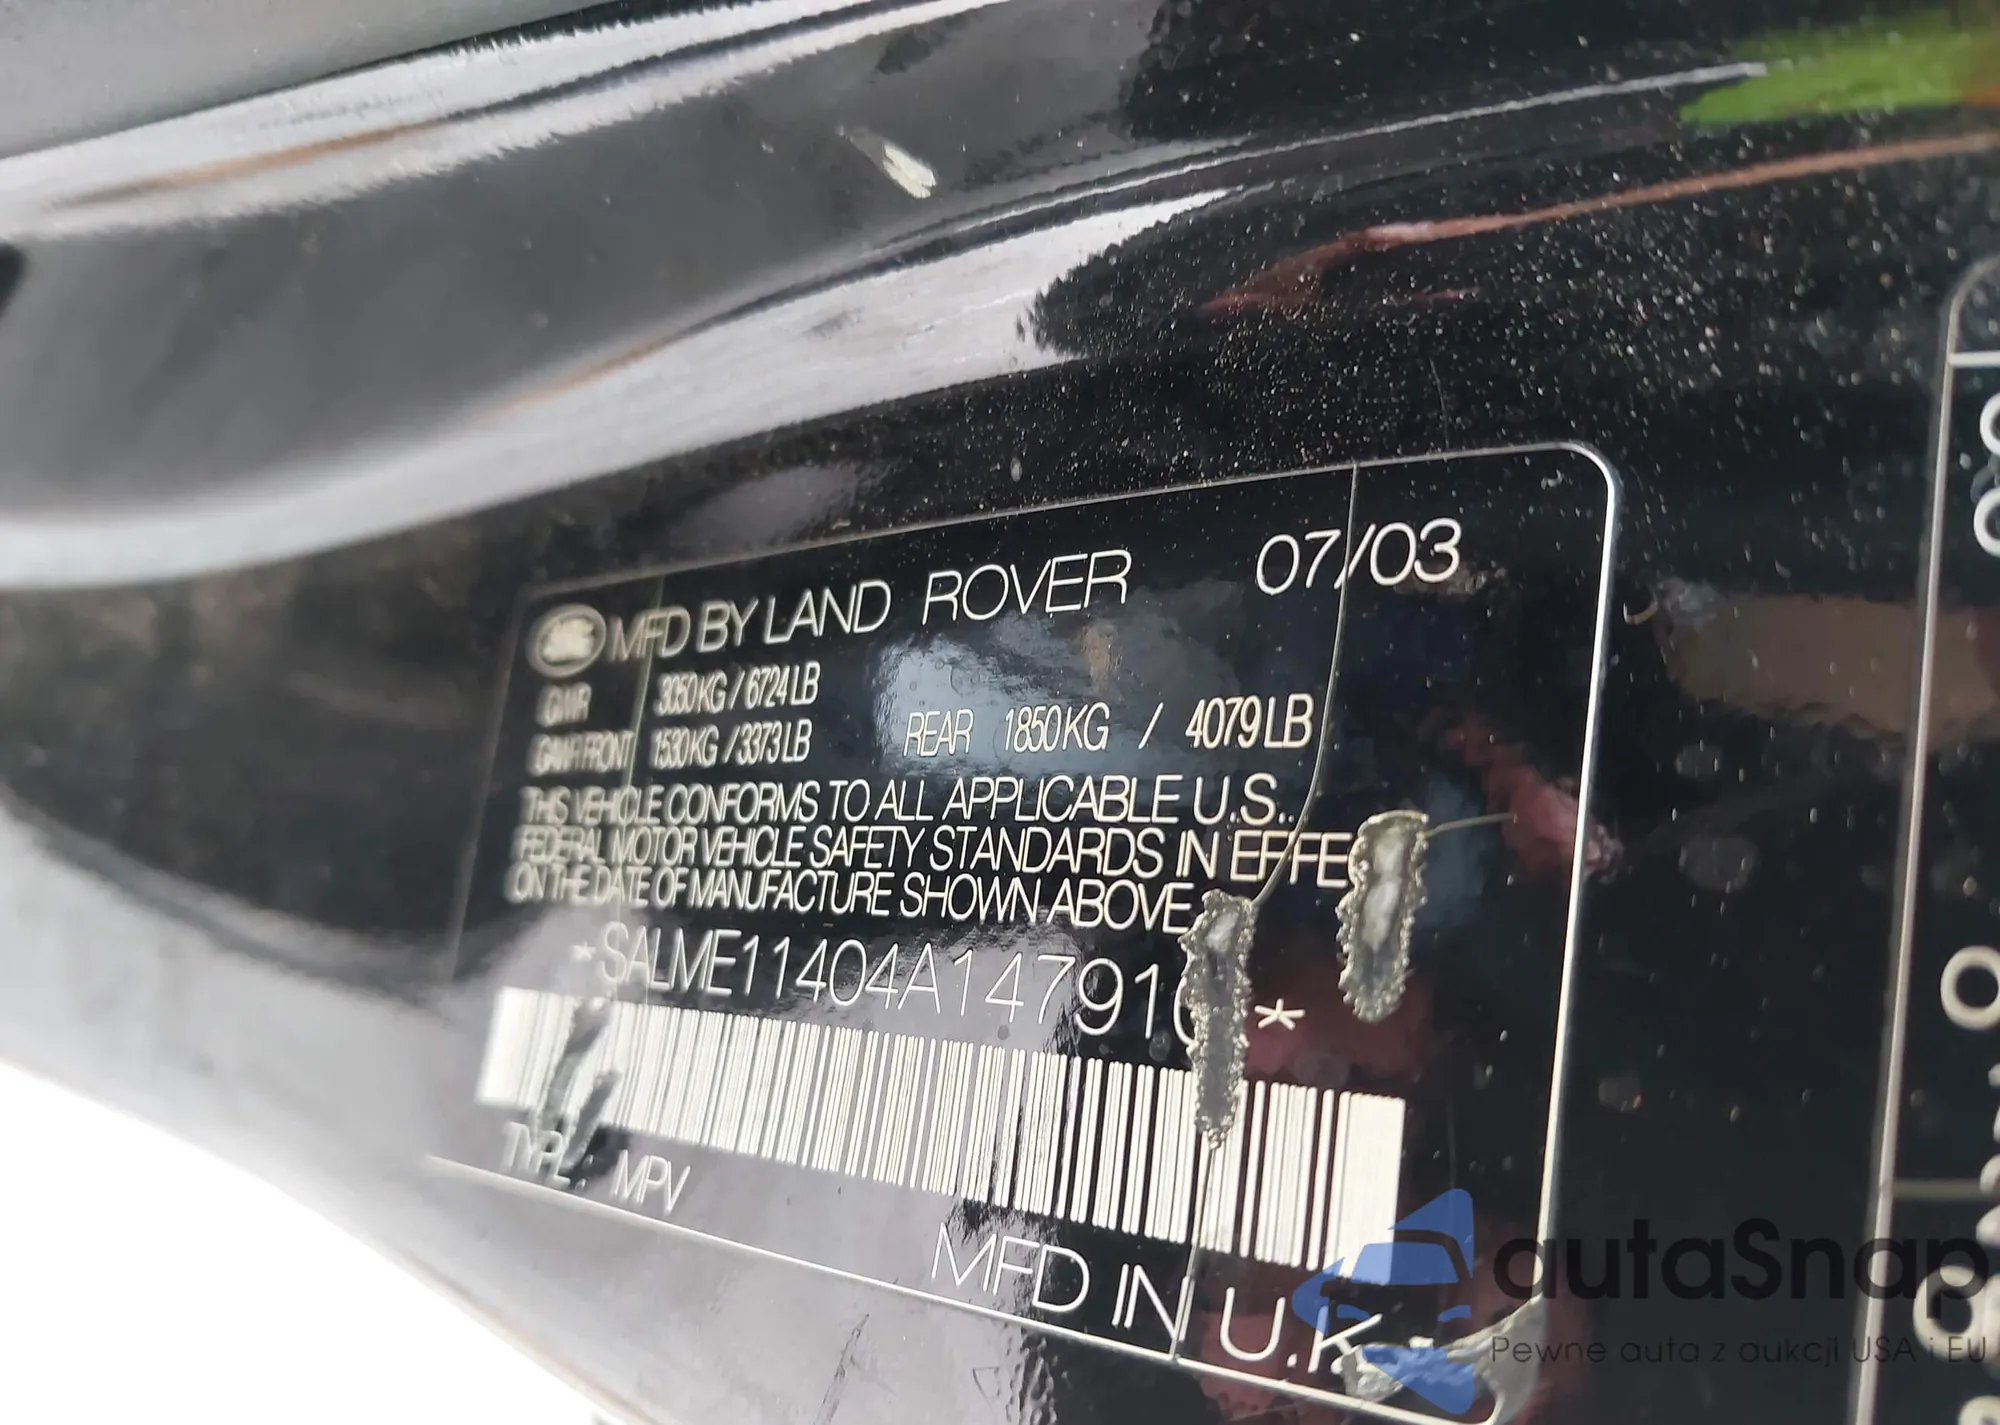 MFD BY LAND ROVER 07/03
GVWR 3050KG / 6724LB
GAWR FRONT 1530KG / 3373LB REAR 1850KG / 4079LB
THIS VEHICLE CONFORMS TO ALL APPLICABLE U.S.
FEDERAL MOTOR VEHICLE SAFETY STANDARDS IN EFFE
ON THE DATE OF MANUFACTURE SHOWN ABOVE.
*SALME11404A14791 *
TYPE: MPV
MFD IN U.K
autaSnap
Pewne auta z aukcji USA i EU